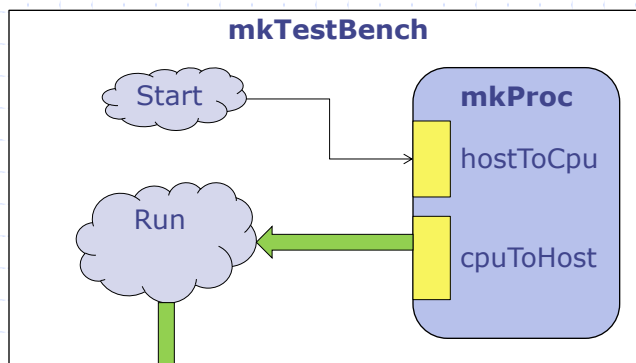 mkTestBench
Start
mkProc
hostToCpu
Run
cpuToHost